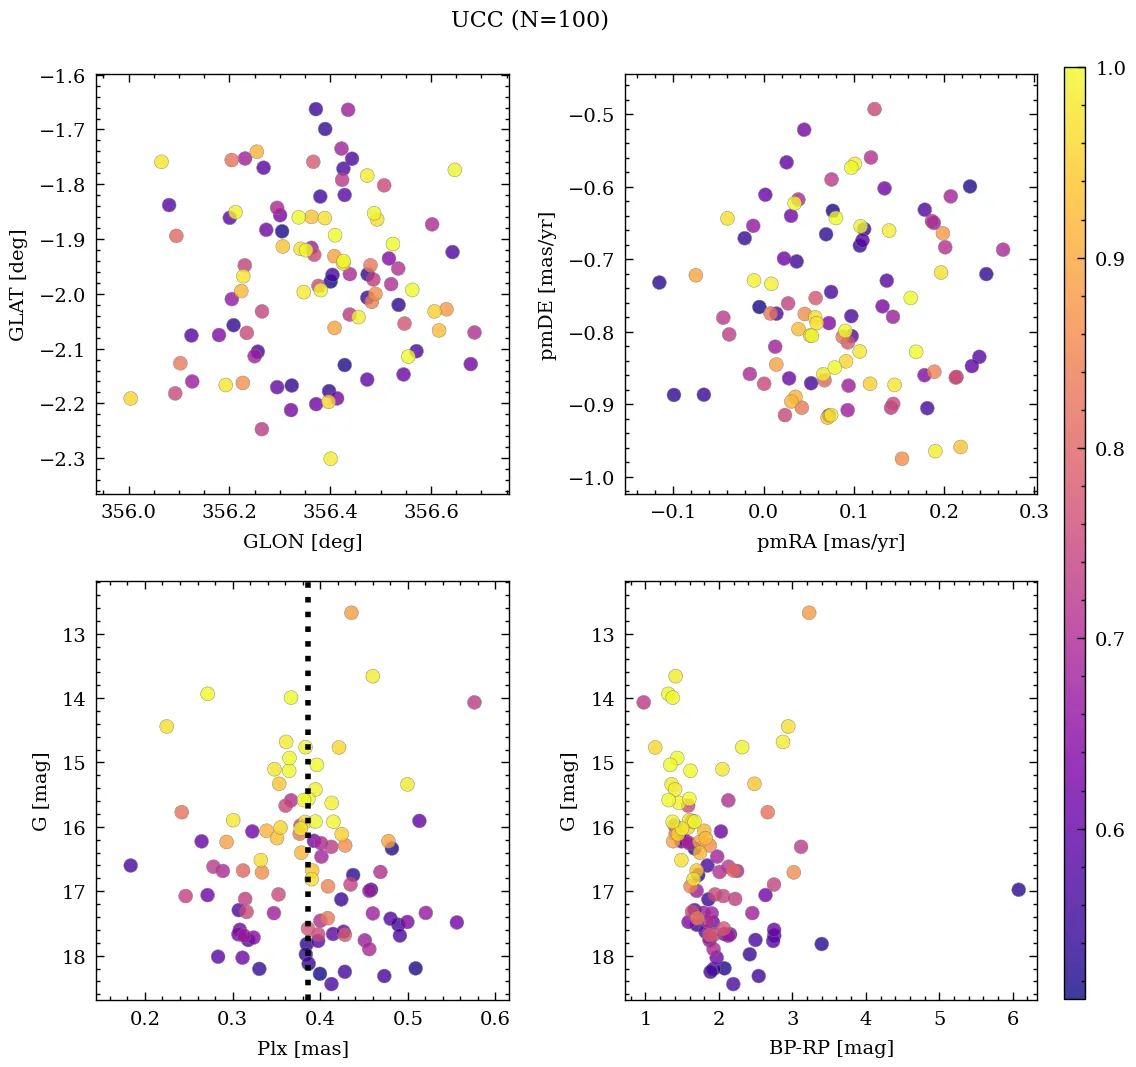 UCC (N=100)
−1.6
−1.7
−1.8
−1.9
−2.0
−2.1
−2.2
−2.3
GLAT [deg]
356.0 356.2 356.4 356.6
GLON [deg]
−0.5
−0.6
−0.7
−0.8
−0.9
−1.0
pmDE [mas/yr]
−0.1 0.0 0.1 0.2 0.3
pmRA [mas/yr]
13
14
15
16
17
18
G [mag]
0.2 0.3 0.4 0.5 0.6
Plx [mas]
13
14
15
16
17
18
G [mag]
1 2 3 4 5 6
BP-RP [mag]
1.0
0.9
0.8
0.7
0.6